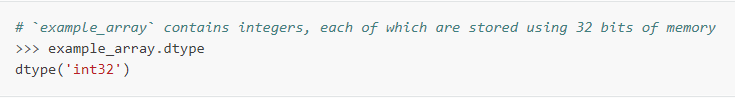 # `example_array` contains integers, each of which are stored using 32 bits of memory
>>> example_array.dtype
dtype('int32')